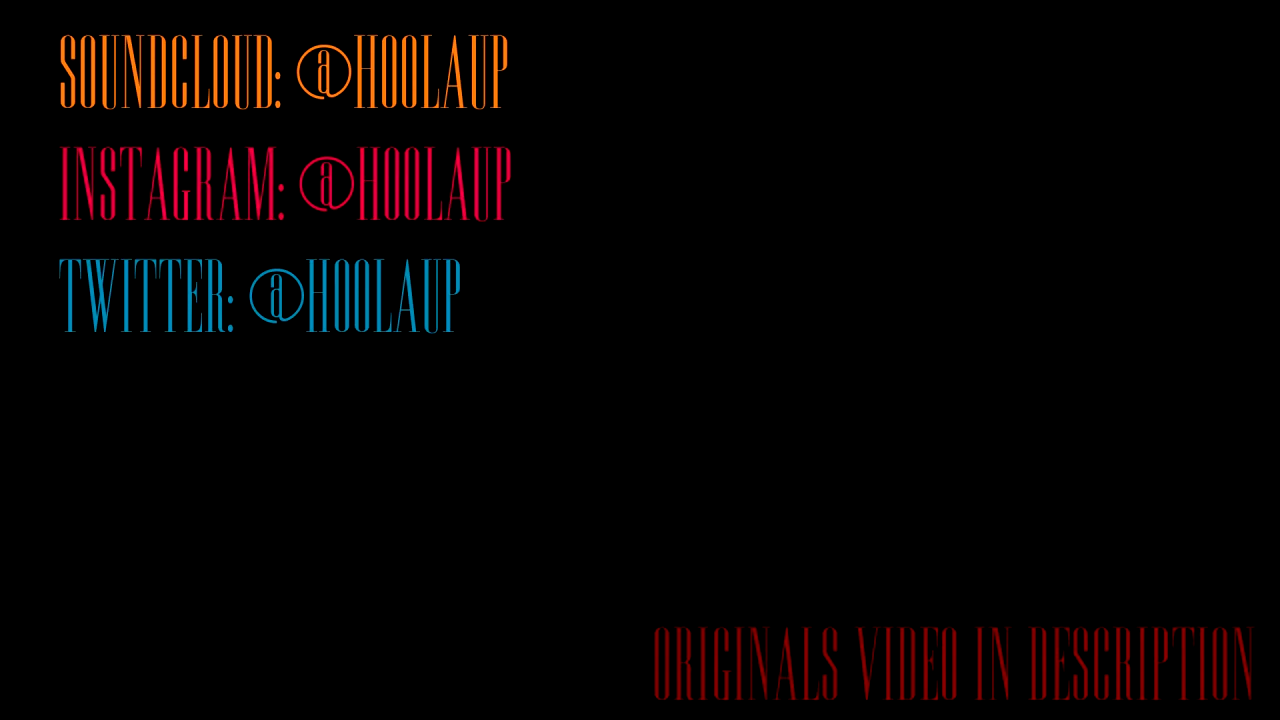 SOUNDCLOUD: @HOOLAUP
INSTAGRAM: @HOOLAUP
TWITTER: @HOOLAUP
ORIGINALS VIDEO IN DESCRIPTION